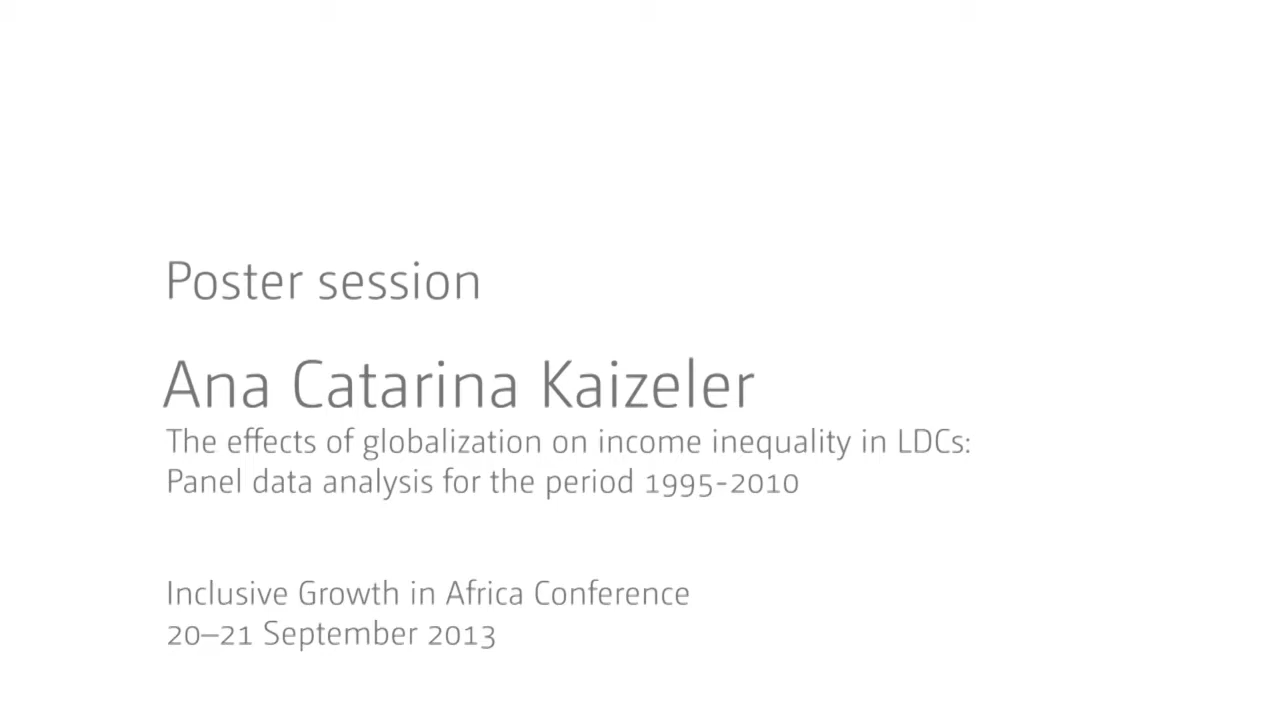 Poster session
Ana Catarina Kaizeler
The effects of globalization on income inequality in LDCs:
Panel data analysis for the period 1995-2010
Inclusive Growth in Africa Conference
20–21 September 2013